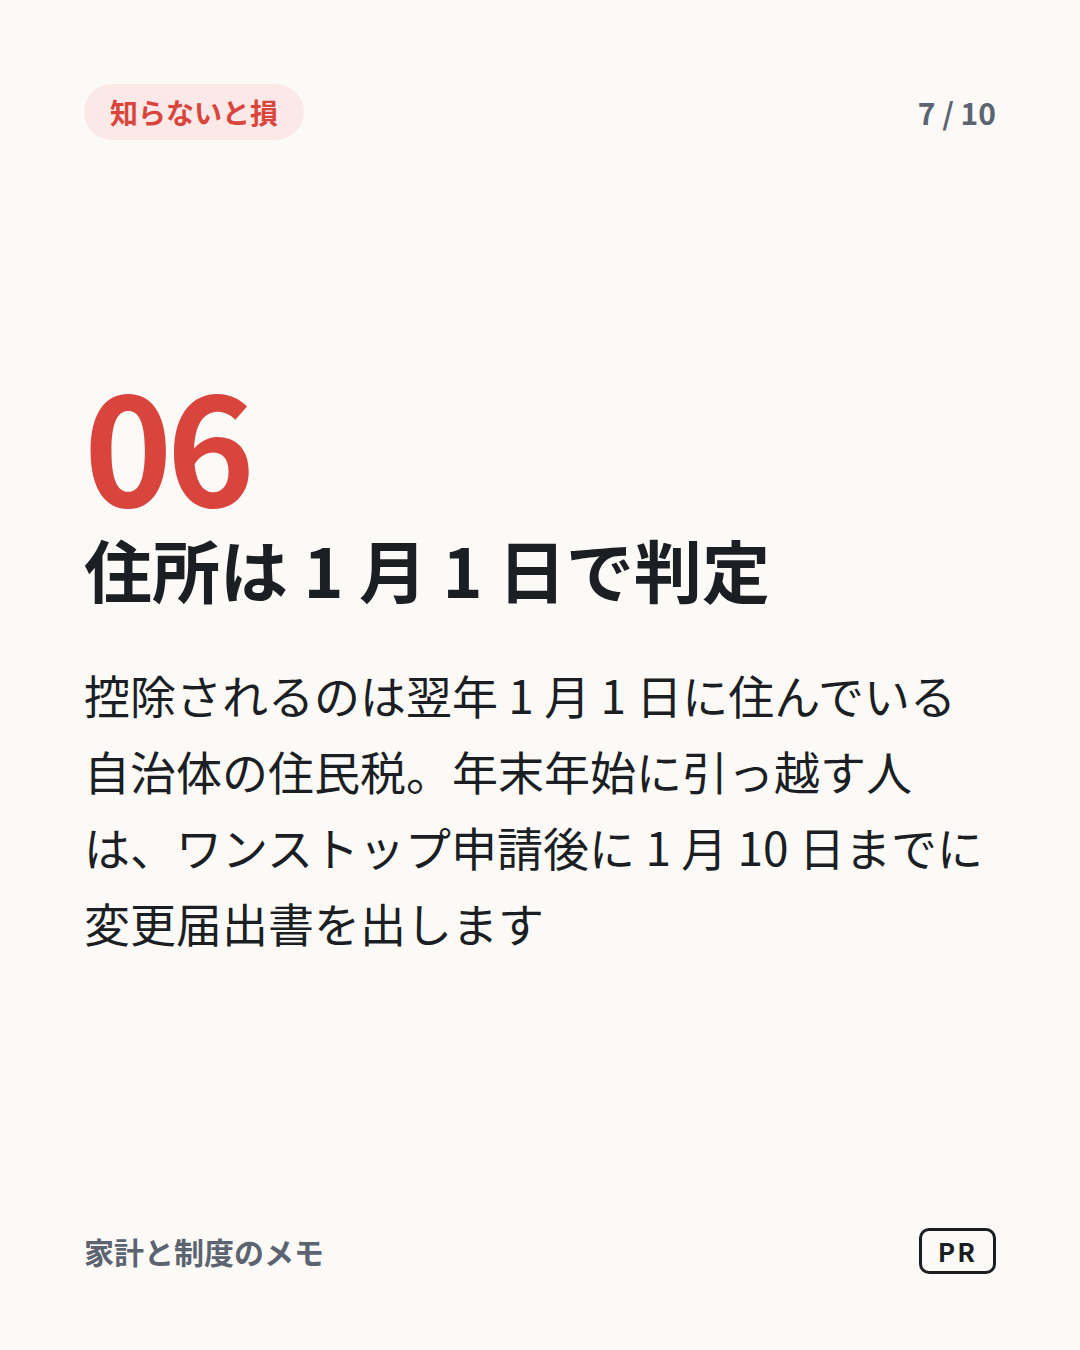 知らないと損
7 / 10
06
住所は 1 月 1 日で判定
控除されるのは翌年 1 月 1 日に住んでいる
自治体の住民税。年末年始に引っ越す人
は、ワンストップ申請後に 1 月 10 日までに
変更届出書を出します
家計と制度のメモ
PR